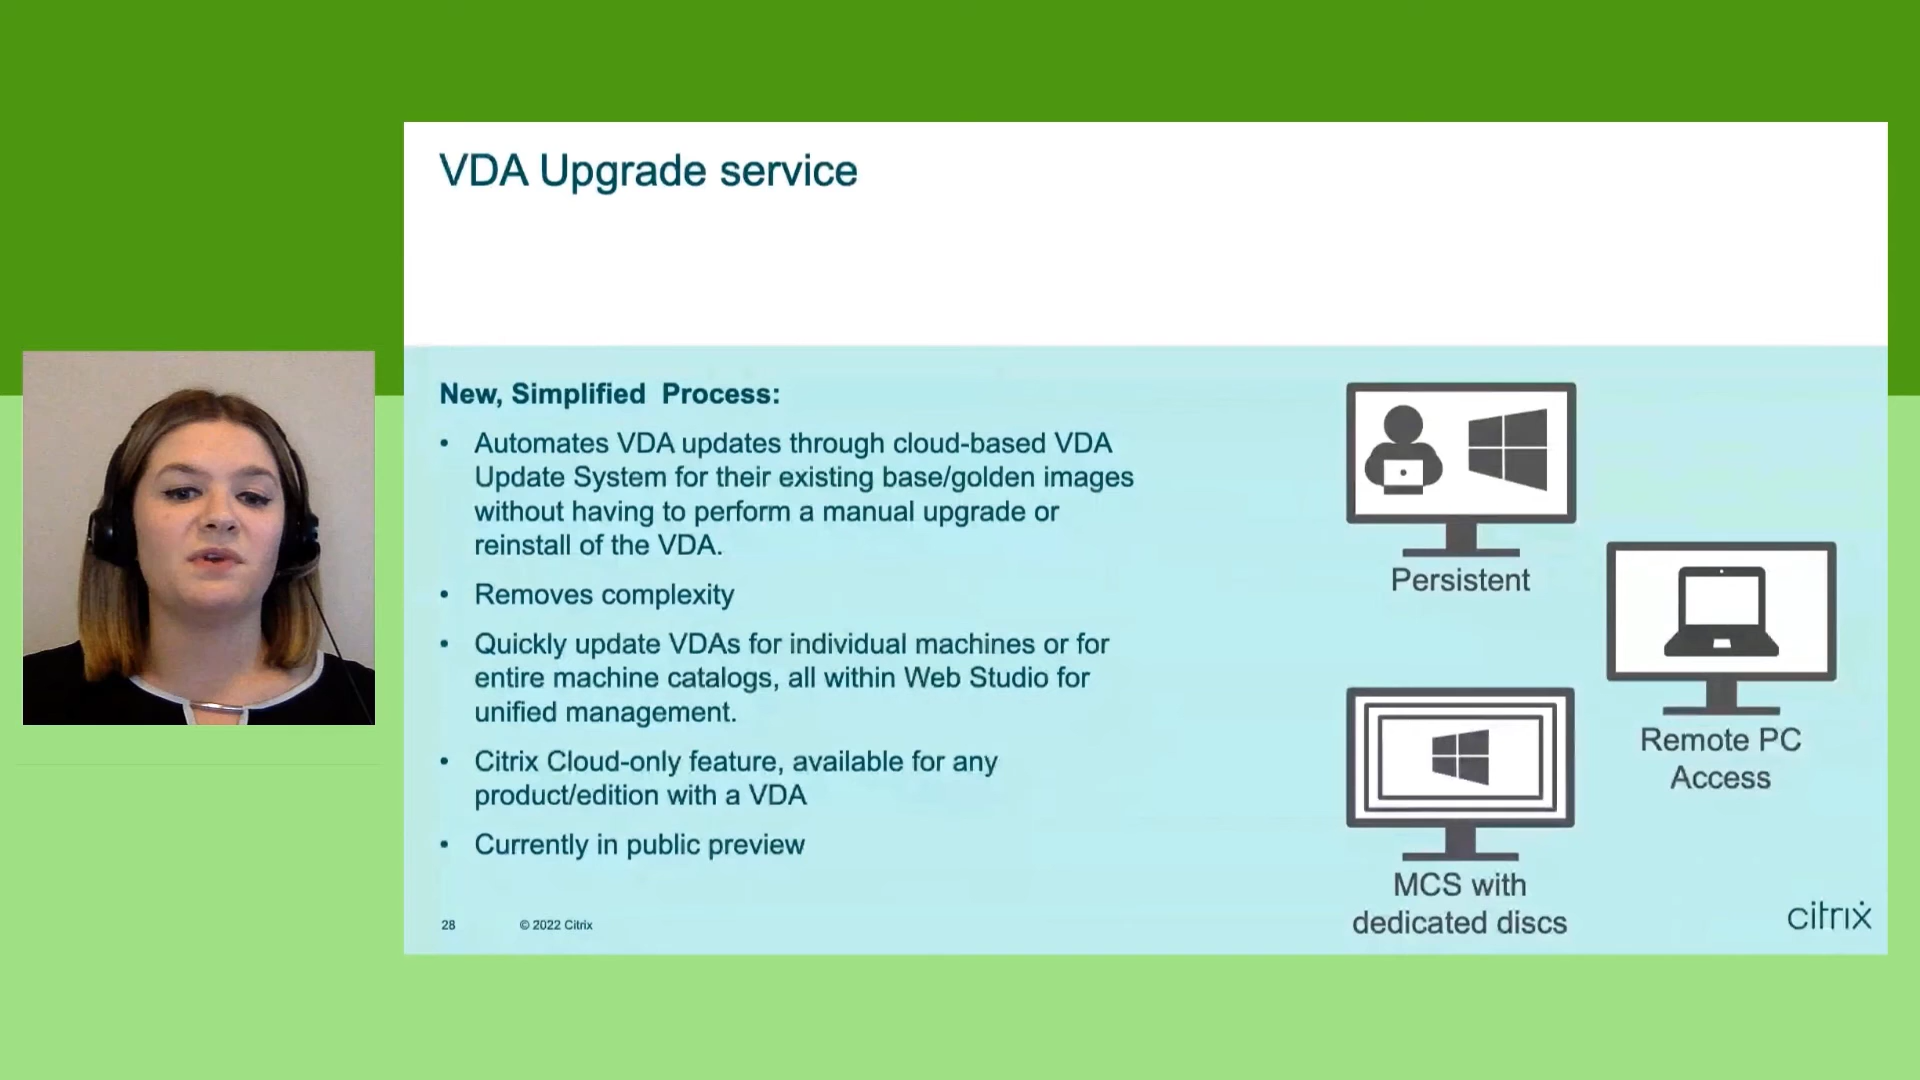 VDA Upgrade service
New, Simplified Process:
• Automates VDA updates through cloud-based VDA
Update System for their existing base/golden images
without having to perform a manual upgrade or
reinstall of the VDA.
• Removes complexity
• Quickly update VDAs for individual machines or for
entire machine catalogs, all within Web Studio for
unified management.
• Citrix Cloud-only feature, available for any
product/edition with a VDA
• Currently in public preview
Persistent
Remote PC
Access
MCS with
dedicated discs
28
© 2022 Citrix
citrix